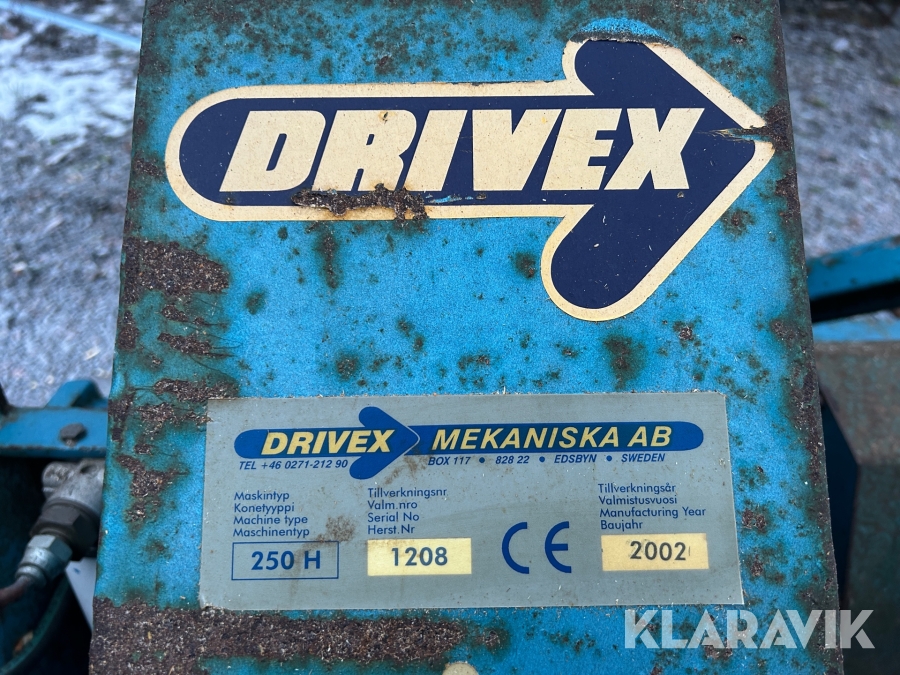 DRIVEX
DRIVEX MEKANISKA AB
TEL +46 0271-212 90 BOX 117 • 828 22 • EDSBYN • SWEDEN
Maskintyp Tillverkningsnr Tillverkningsår
Konetyyppi Valm.nro Valmistusvuosi
Machine type Serial No Manufacturing Year
Maschinentyp Herst.Nr Baujahr
250 H 1208 CE 2002
KLARAVIK